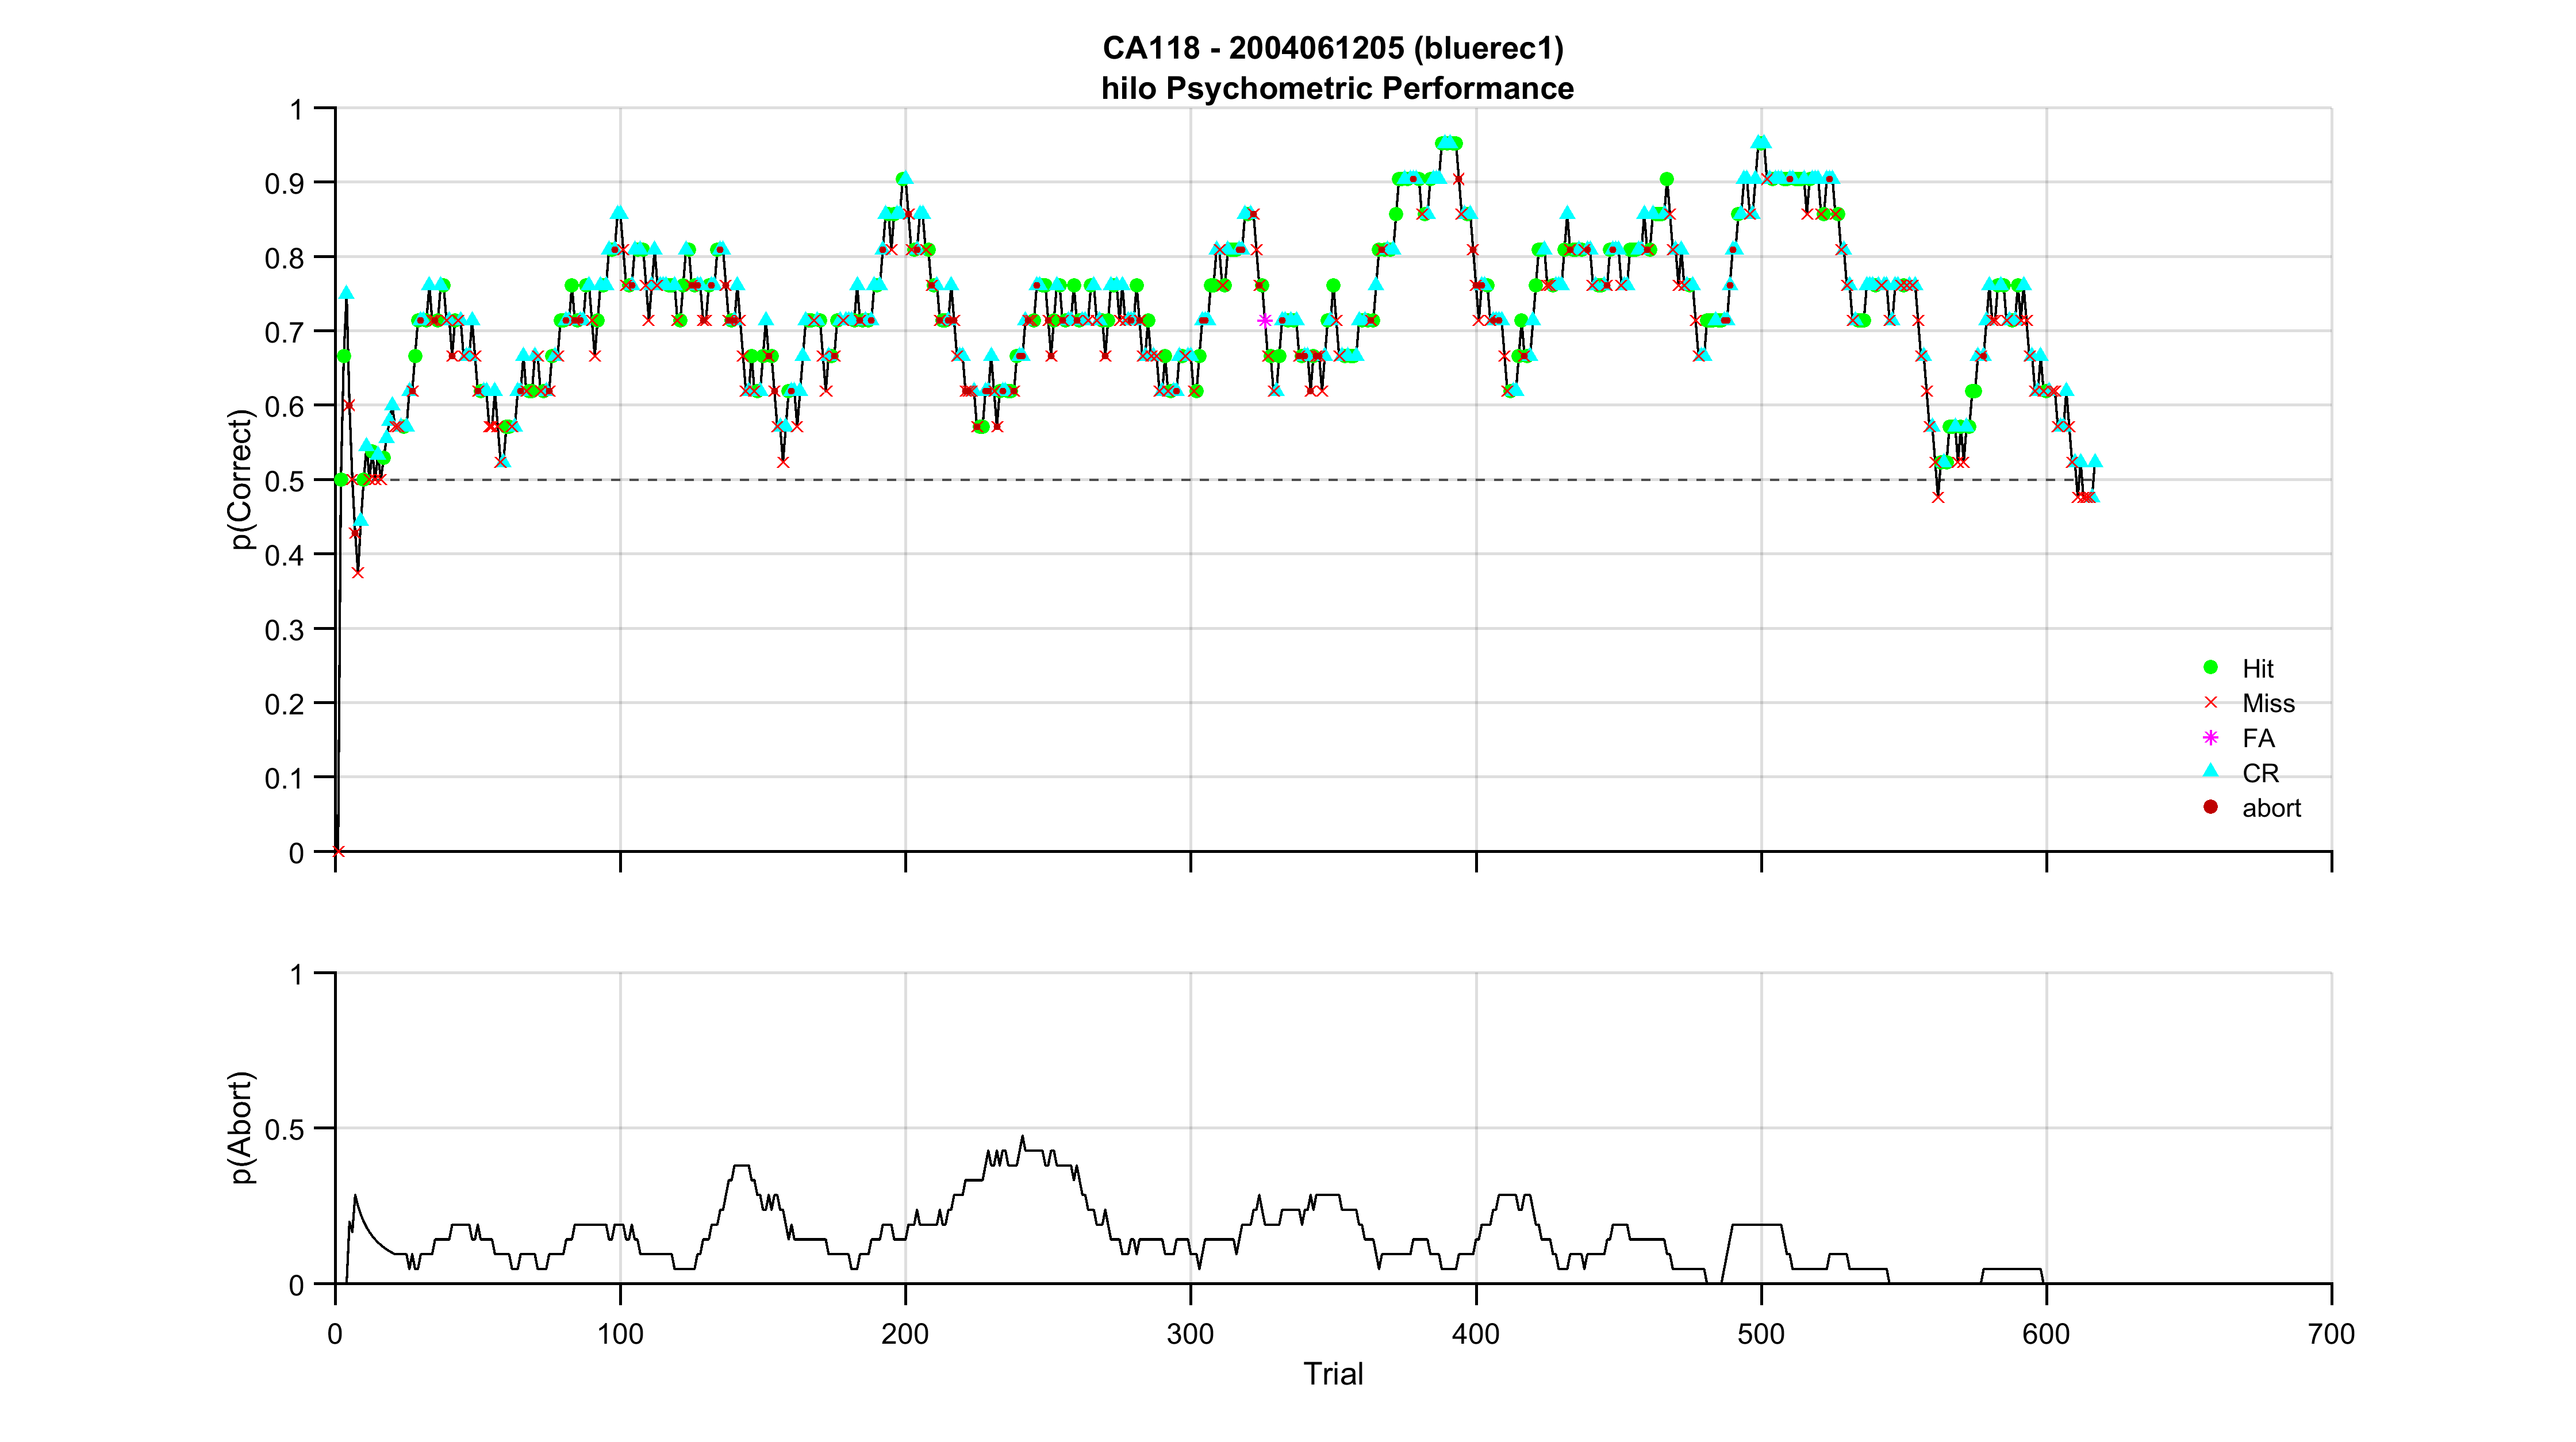 CA118 - 2004061205 (bluerec1)
hilo Psychometric Performance
1
0.9
0.8
0.7
0.6
0.5
0.4
0.3
0.2
0.1
0
p(Correct)
Hit
Miss
FA
CR
abort
1
0.5
0
p(Abort)
0 100 200 300 400 500 600 700
Trial